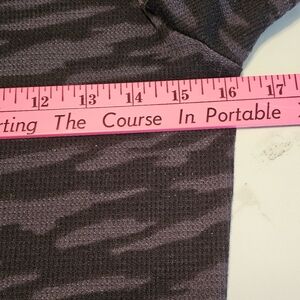 12 13 14 15 16 17
rting The Course In Portable